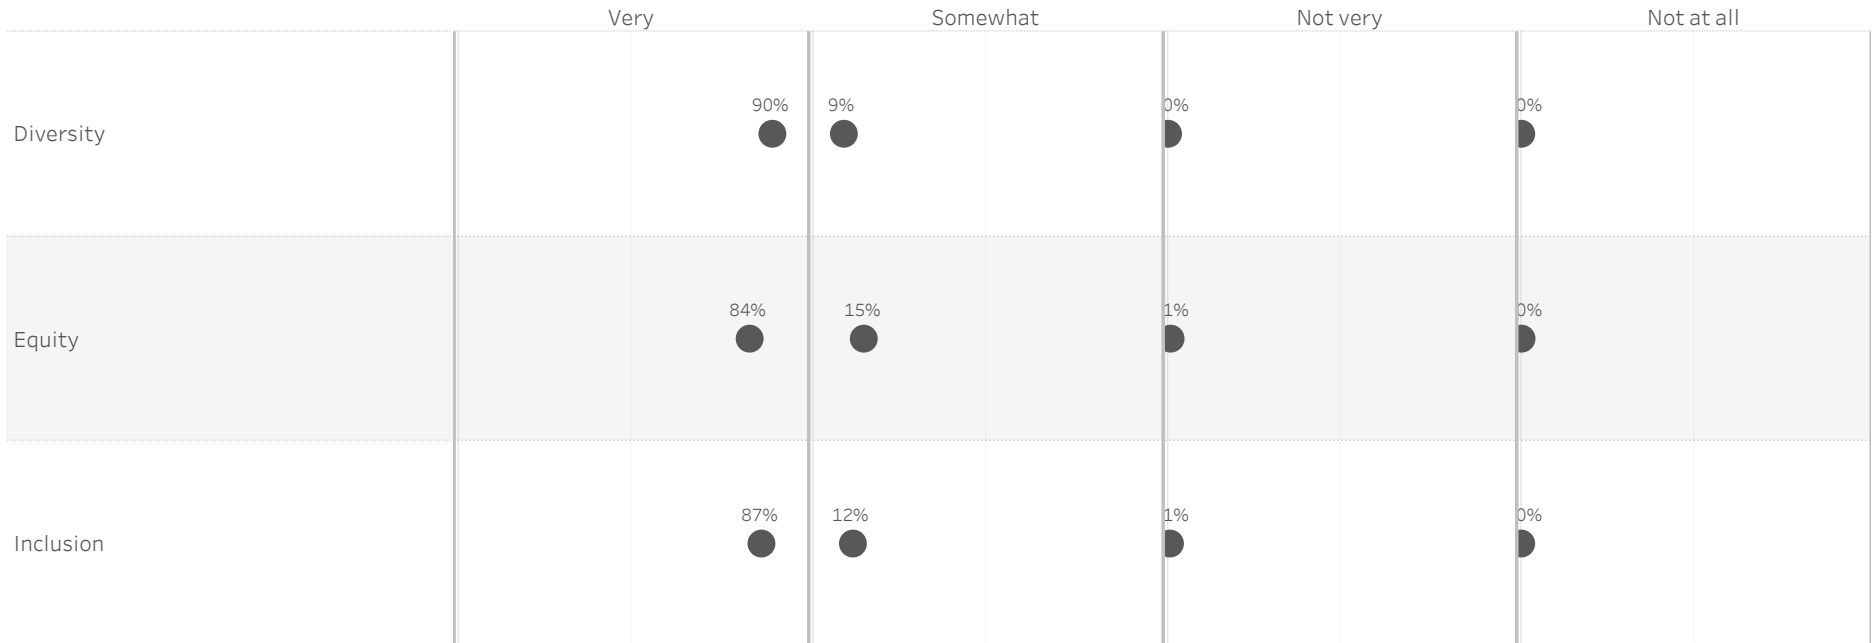 Very Somewhat Not very Not at all
90% 9% 0% 0%
Diversity
84% 15% 1% 0%
Equity
87% 12% 1% 0%
Inclusion